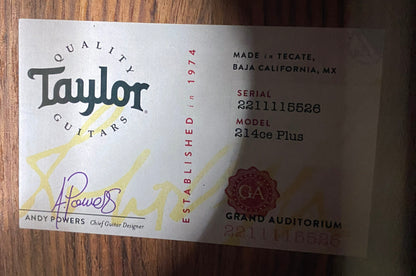 QUALITY
Taylor
GUITARS
ESTABLISHED in 1974
MADE in TECATE,
BAJA CALIFORNIA, MX
SERIAL
2211115526
MODEL
214ce Plus
A.Powers
ANDY POWERS Chief Guitar Designer
GA
GRAND AUDITORIUM
2211115526